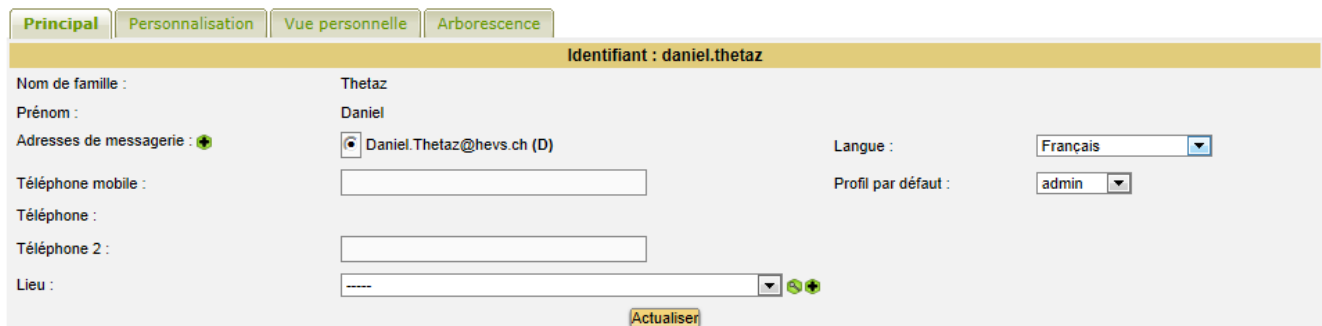 Principal Personnalisation Vue personnelle Arborescence
Identifiant : daniel.thetaz
Nom de famille : Thetaz
Prénom : Daniel
Adresses de messagerie : Daniel.Thetaz@hevs.ch (D) Langue : Français
Téléphone mobile : Profil par défaut : admin
Téléphone :
Téléphone 2 :
Lieu : -----
Actualiser